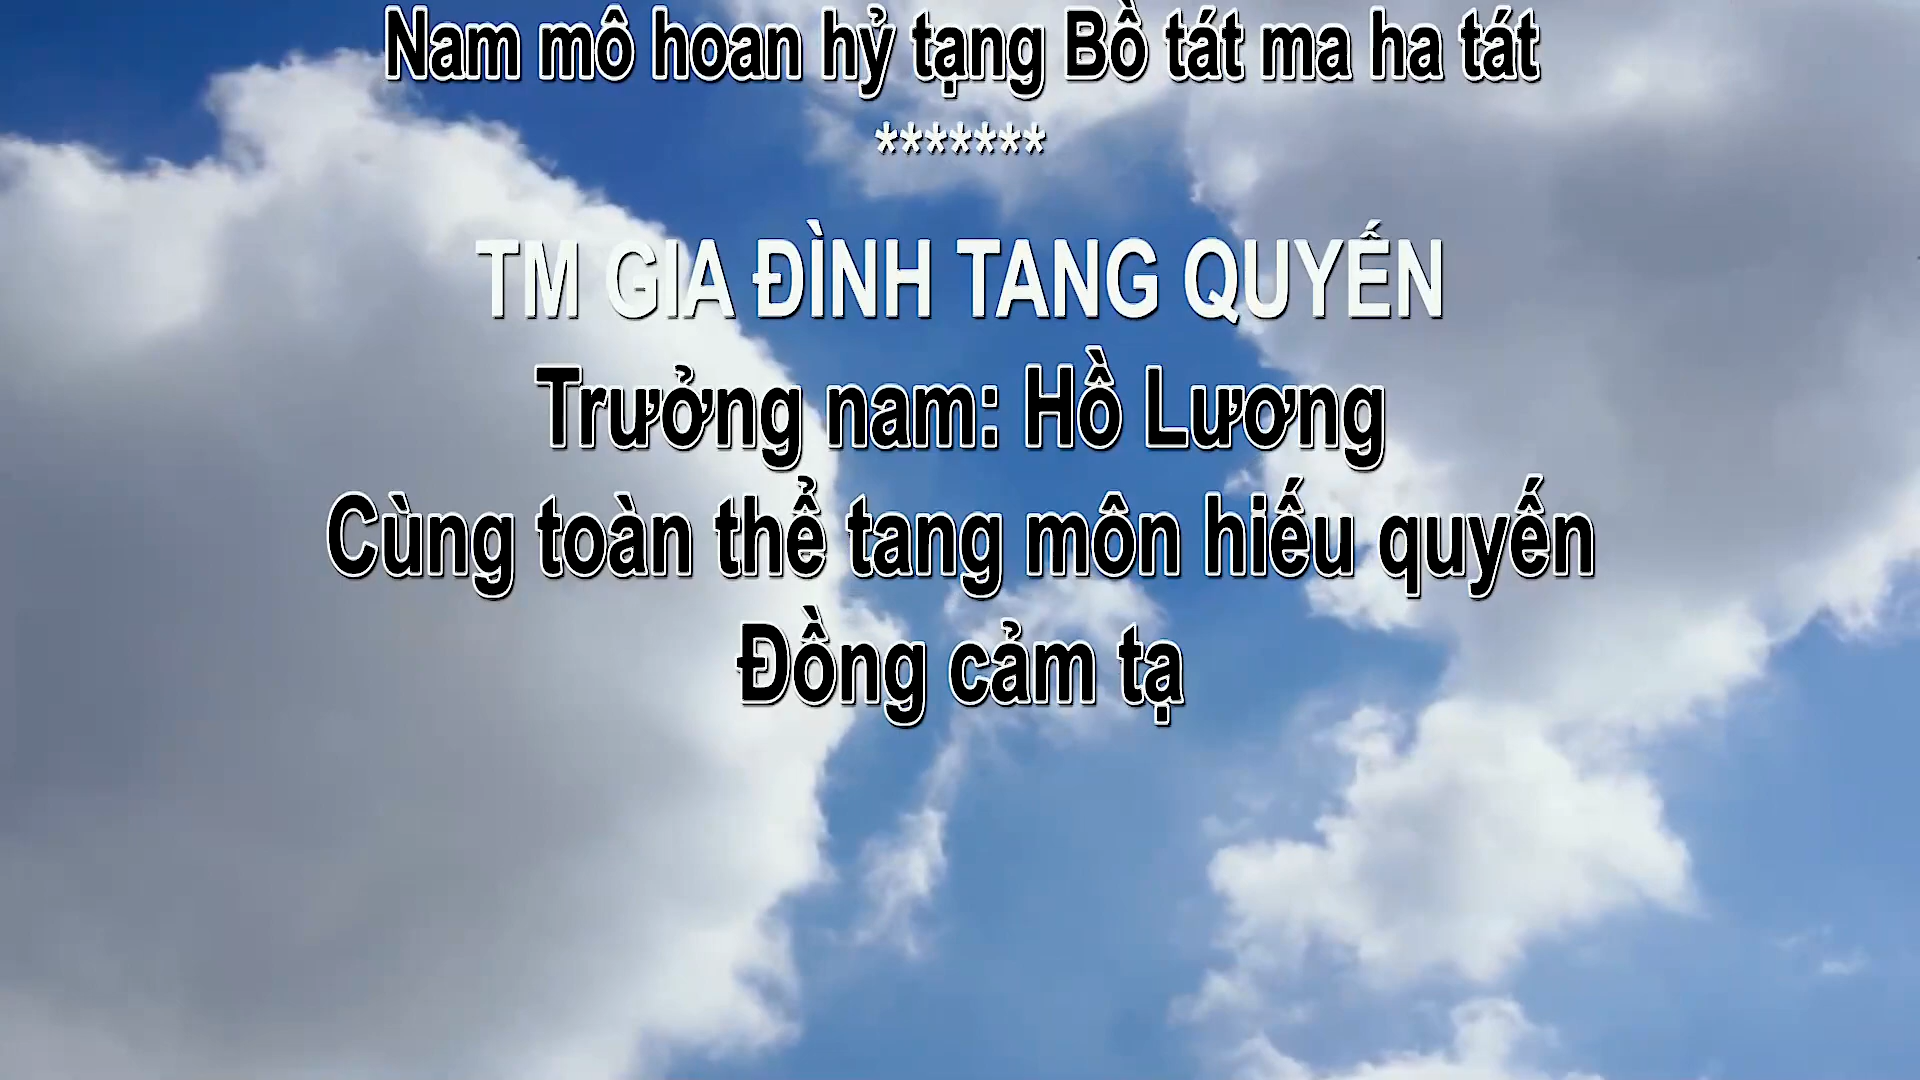 Nam mô hoan hỷ tạng Bồ tát ma ha tát
*******
TM GIA ĐÌNH TANG QUYẾN
Trưởng nam: Hồ Lương
Cùng toàn thể tang môn hiếu quyến
Đồng cảm tạ